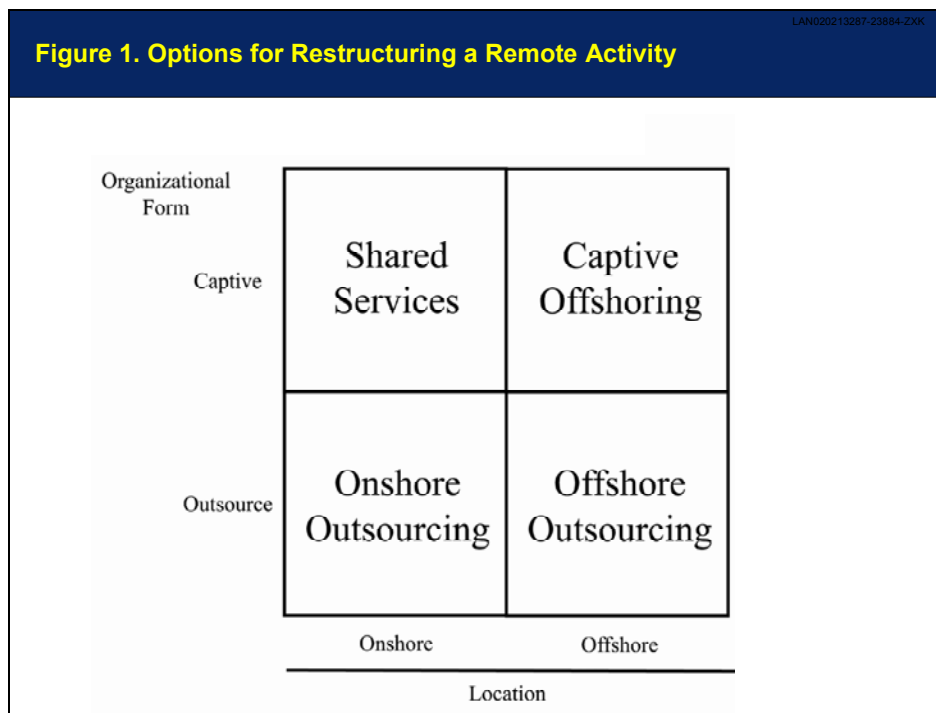 LAN020213287-23884-ZXK
Figure 1. Options for Restructuring a Remote Activity
Organizational
Form
Captive
Shared
Services
Captive
Offshoring
Outsource
Onshore
Outsourcing
Offshore
Outsourcing
Onshore
Offshore
Location